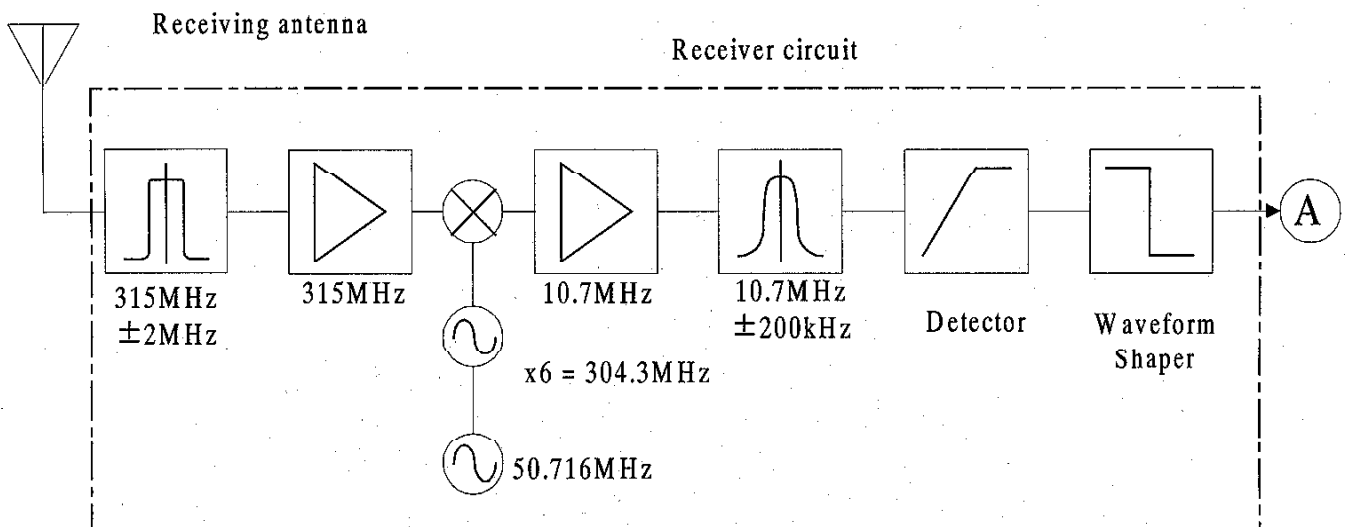 Receiving antenna
Receiver circuit
A
315MHz
±2MHz
315MHz
10.7MHz
10.7MHz
±200kHz
Detector
Waveform
Shaper
x6 = 304.3MHz
50.716MHz